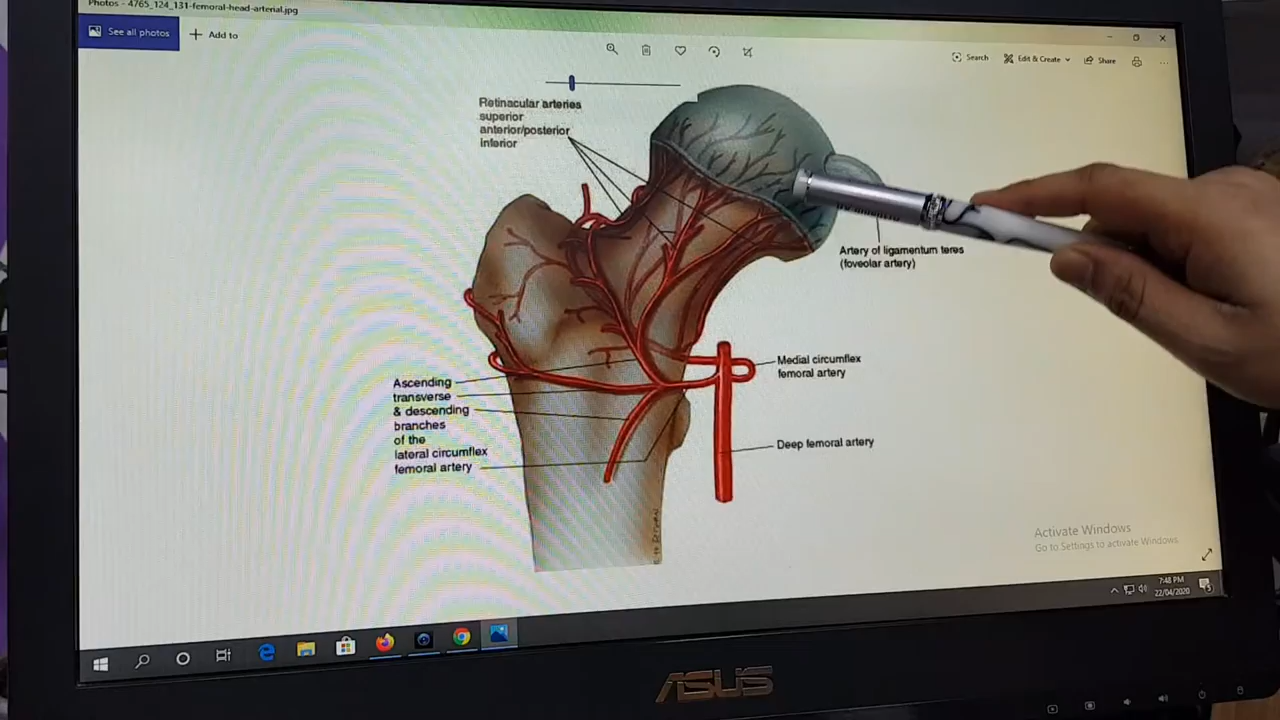 Photos - 4765_124_131-femoral-head-arterial.jpg
See all photos
Add to
Search
Edit & Create
Share
Retinacular arteries
superior
anterior/posterior
inferior
Artery of ligamentum teres
(foveolar artery)
Medial circumflex
femoral artery
Ascending
transverse
& descending
branches
of the
lateral circumflex
femoral artery
Deep femoral artery
Activate Windows
Go to Settings to activate Windows.
7:48 PM
22/04/2020
ASUS